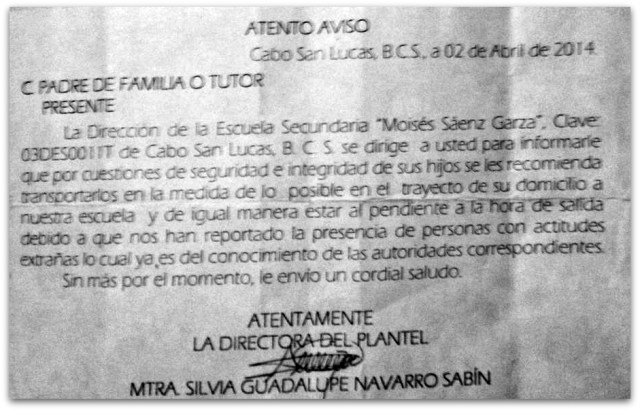 ATENTO AVISO
Cabo San Lucas, B.C.S., a 02 de Abril de 2014.
C. PADRE DE FAMILIA O TUTOR
PRESENTE
La Dirección de la Escuela Secundaria "Moisés Sáenz Garza", Clave:
03DES0011T de Cabo San Lucas, B. C. S. se dirige a usted para informarle
que por cuestiones de seguridad e integridad de sus hijos se les recomienda
transportarlos en la medida de lo posible en el trayecto de su domicilio a
nuestra escuela y de igual manera estar al pendiente a la hora de salida
debido a que nos han reportado la presencia de personas con actitudes
extrañas lo cual ya es del conocimiento de las autoridades correspondientes.
Sin más por el momento, le envío un cordial saludo.
ATENTAMENTE
LA DIRECTORA DEL PLANTEL
MTRA. SILVIA GUADALUPE NAVARRO SABÍN